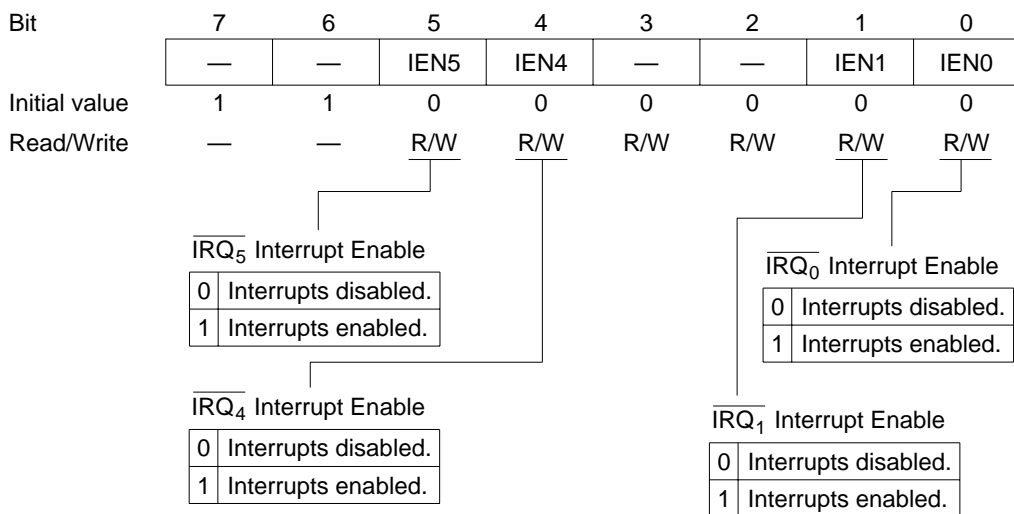 Bit 7 6 5 4 3 2 1 0
— — IEN5 IEN4 — — IEN1 IEN0
Initial value 1 1 0 0 0 0 0 0
Read/Write — — R/W R/W R/W R/W R/W R/W
IRQ5 Interrupt Enable
0 Interrupts disabled.
1 Interrupts enabled.
IRQ0 Interrupt Enable
0 Interrupts disabled.
1 Interrupts enabled.
IRQ4 Interrupt Enable
0 Interrupts disabled.
1 Interrupts enabled.
IRQ1 Interrupt Enable
0 Interrupts disabled.
1 Interrupts enabled.